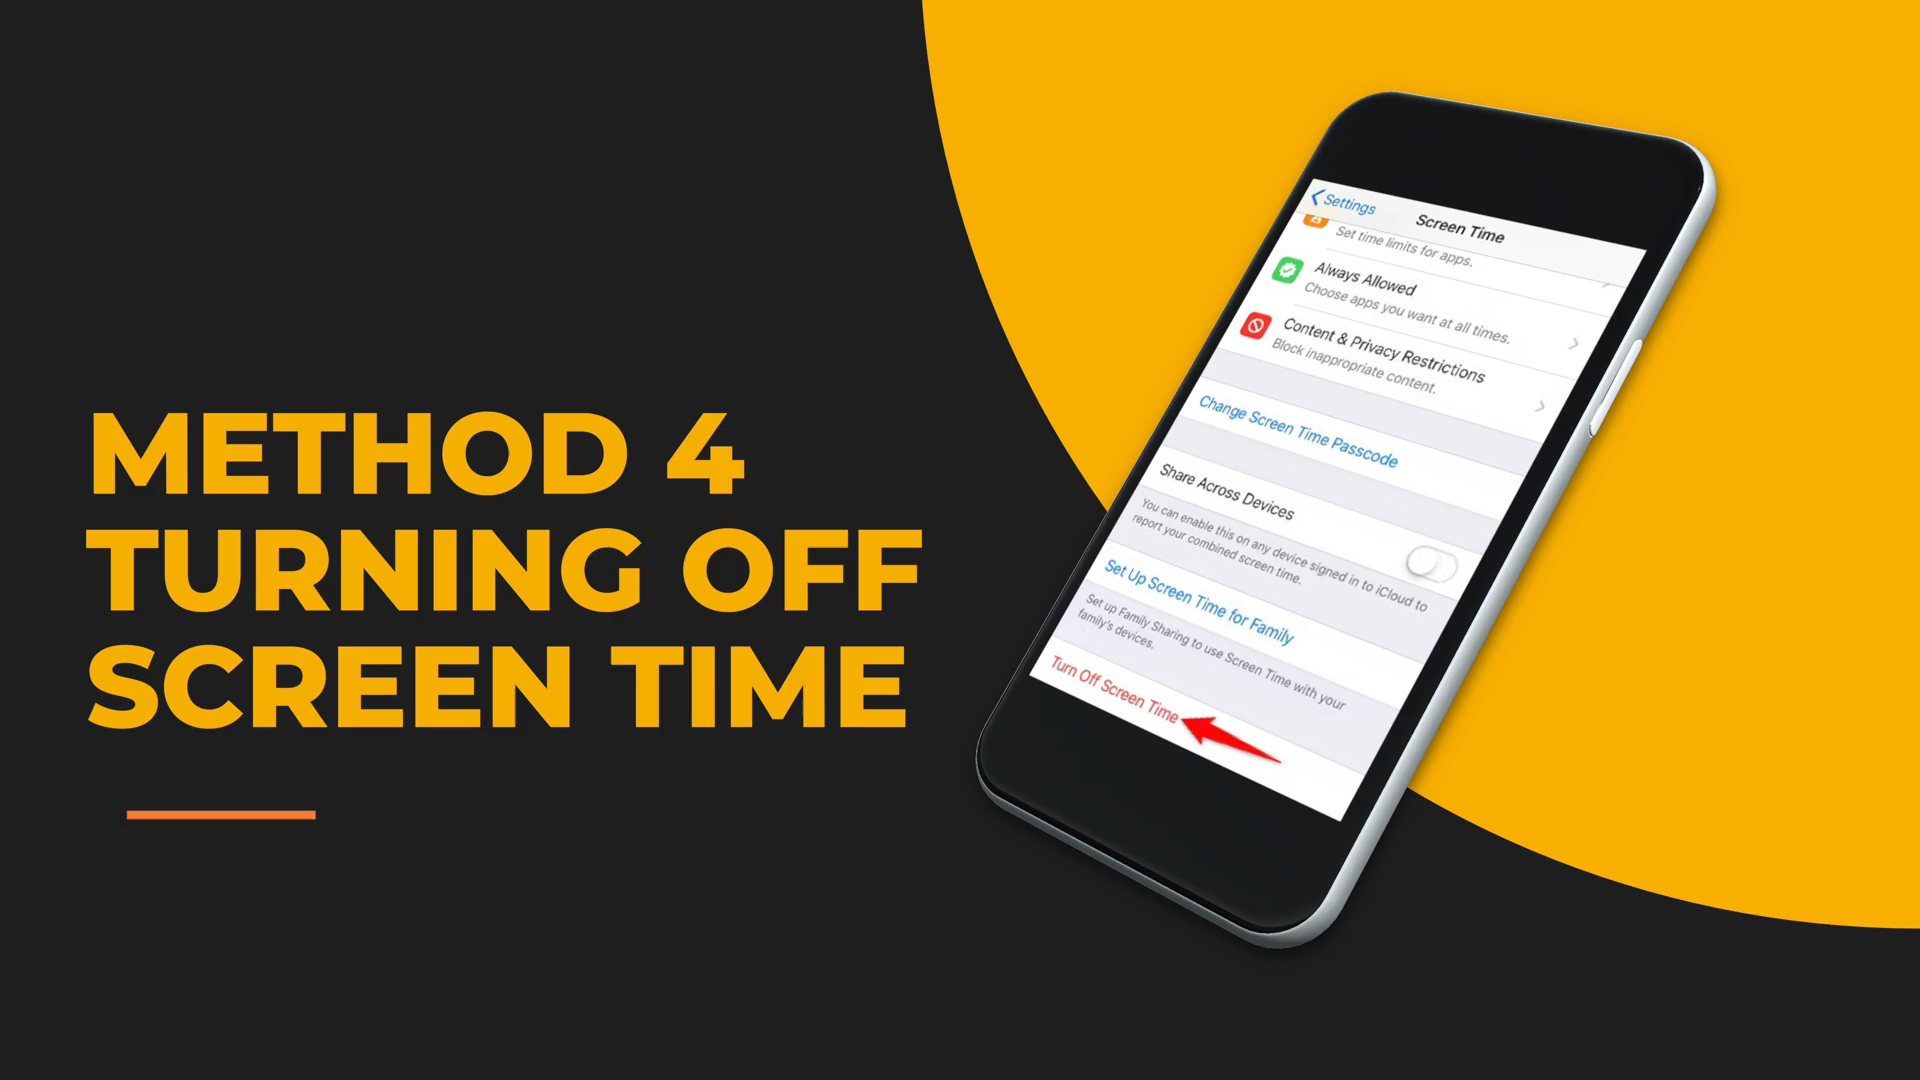 METHOD 4
TURNING OFF
SCREEN TIME
Settings
Screen Time
Set time limits for apps.
Always Allowed
Choose apps you want at all times.
Content & Privacy Restrictions
Block inappropriate content.
Change Screen Time Passcode
Share Across Devices
You can enable this on any device signed in to iCloud to
report your combined screen time.
Set Up Screen Time for Family
Set up Family Sharing to use Screen Time with your
family's devices.
Turn Off Screen Time